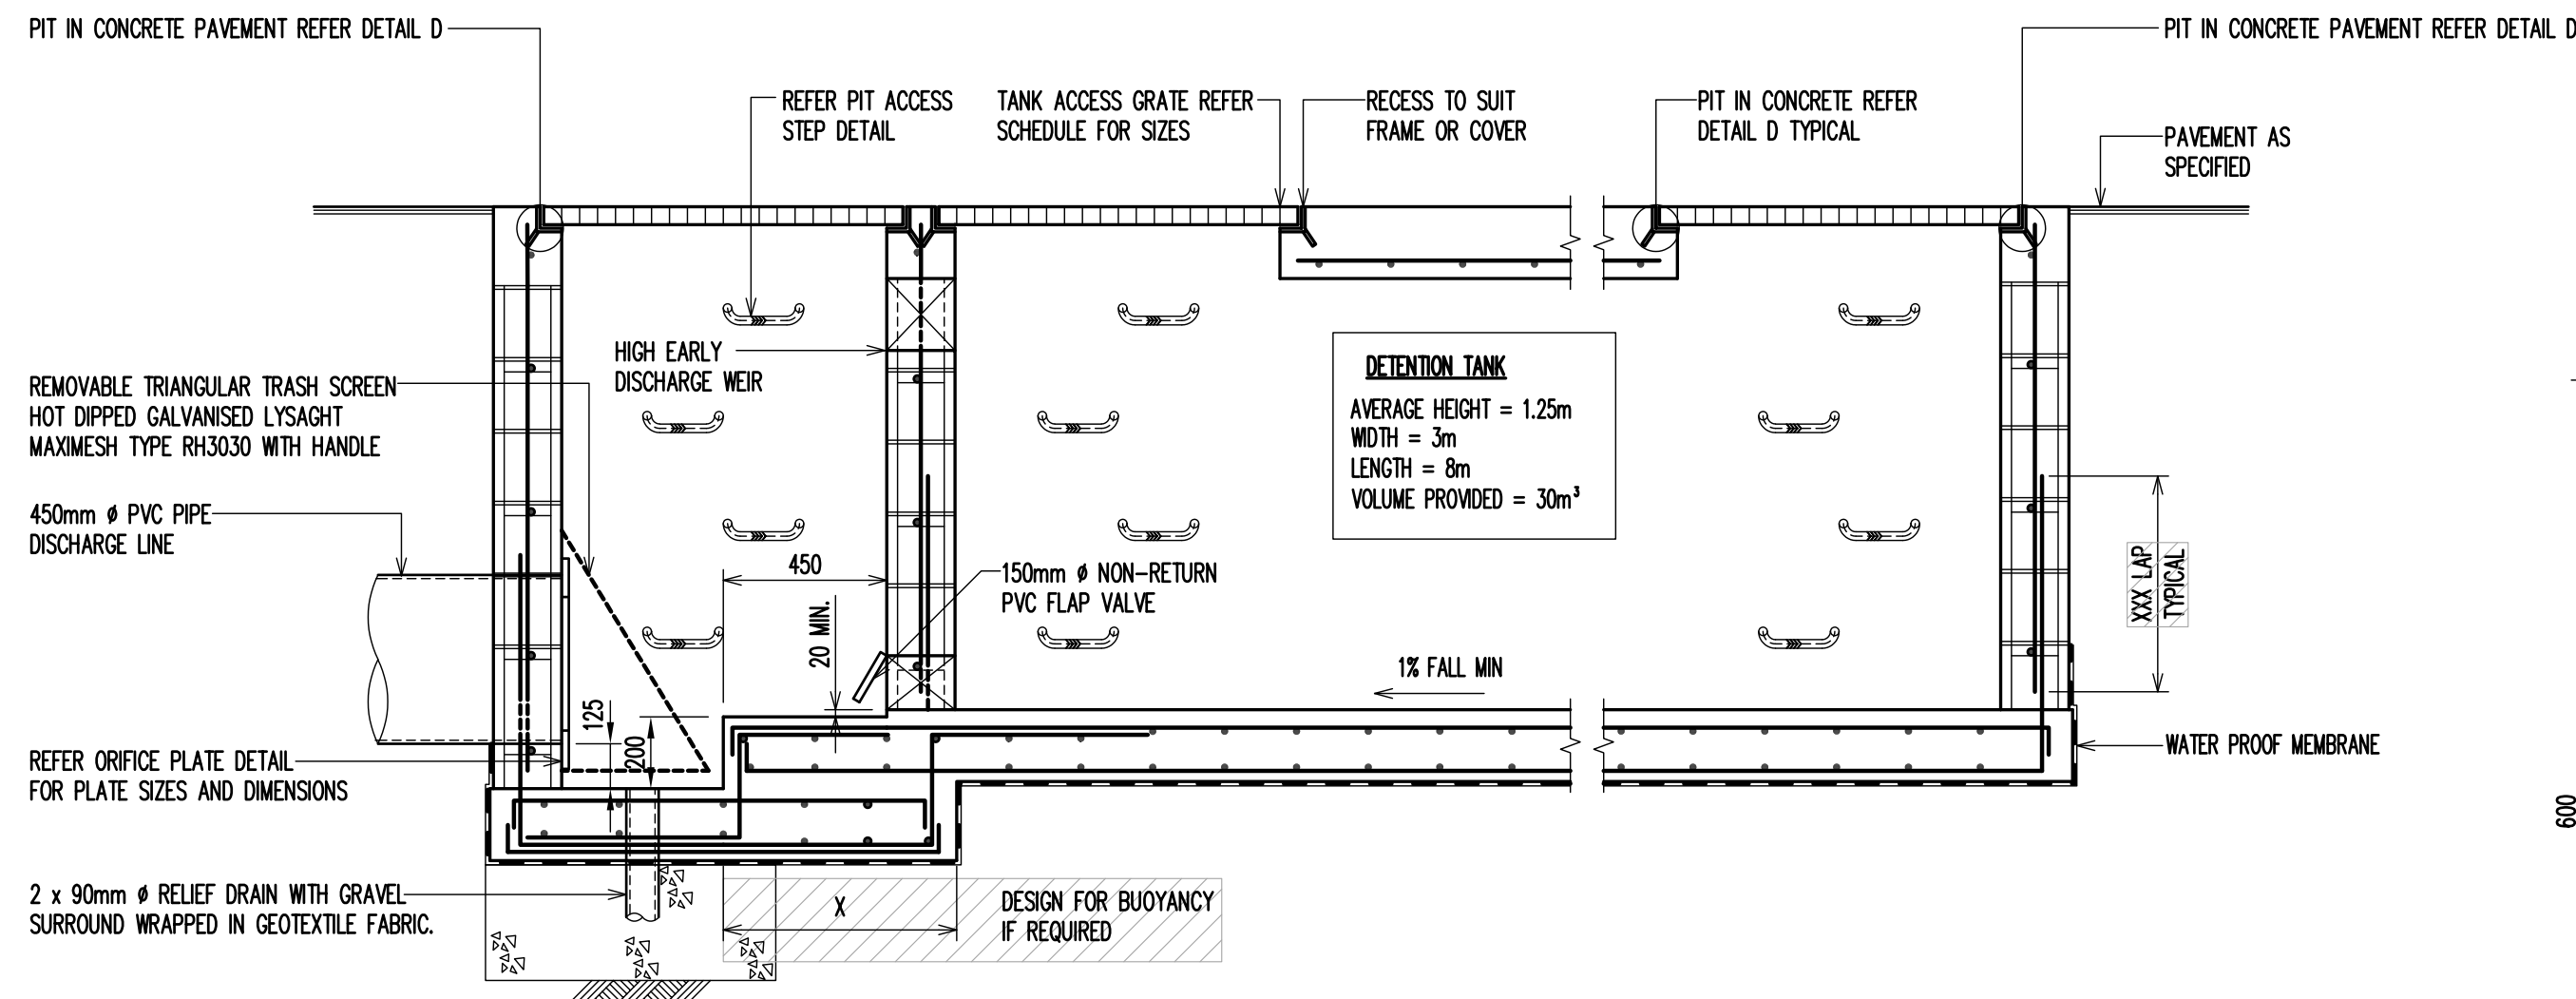 PIT IN CONCRETE PAVEMENT REFER DETAIL D
PIT IN CONCRETE PAVEMENT REFER DETAIL D
REFER PIT ACCESS
STEP DETAIL
TANK ACCESS GRATE REFER
SCHEDULE FOR SIZES
RECESS TO SUIT
FRAME OR COVER
PIT IN CONCRETE REFER
DETAIL D TYPICAL
PAVEMENT AS
SPECIFIED
HIGH EARLY
DISCHARGE WEIR
DETENTION TANK
AVERAGE HEIGHT = 1.25m
WIDTH = 3m
LENGTH = 8m
VOLUME PROVIDED = 30m³
REMOVABLE TRIANGULAR TRASH SCREEN
HOT DIPPED GALVANISED LYSAGHT
MAXIMESH TYPE RH3030 WITH HANDLE
450mm ϕ PVC PIPE
DISCHARGE LINE
450
20 MIN.
150mm ϕ NON-RETURN
PVC FLAP VALVE
XXX LAP
TYPICAL
1% FALL MIN
125
200
REFER ORIFICE PLATE DETAIL
FOR PLATE SIZES AND DIMENSIONS
WATER PROOF MEMBRANE
600
2 x 90mm ϕ RELIEF DRAIN WITH GRAVEL
SURROUND WRAPPED IN GEOTEXTILE FABRIC.
X
DESIGN FOR BUOYANCY
IF REQUIRED